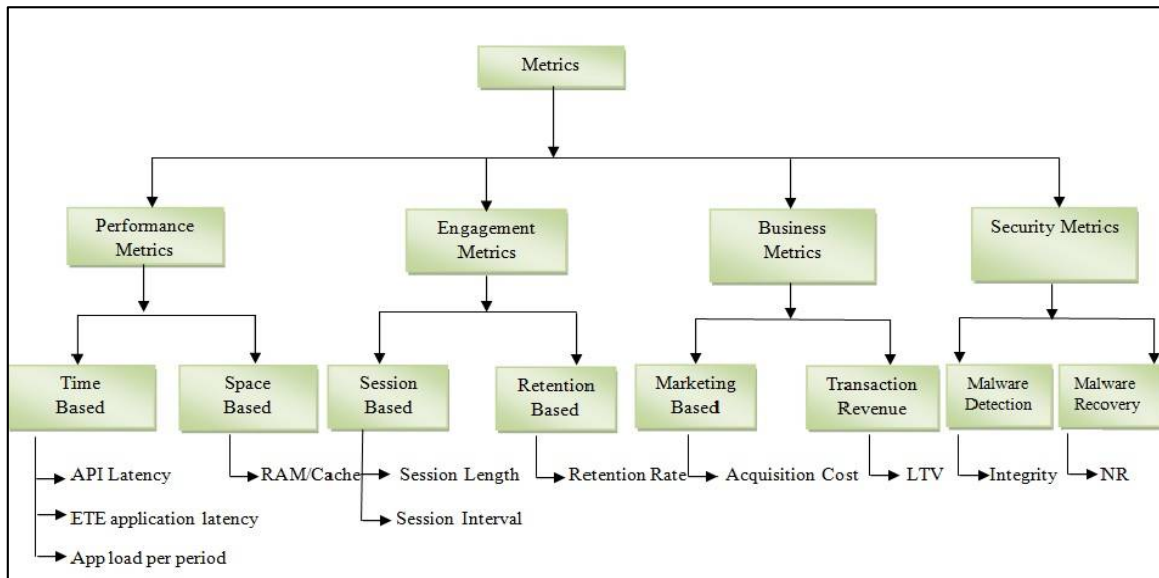 Metrics
Performance
Metrics
Engagement
Metrics
Business
Metrics
Security Metrics
Time
Based
Space
Based
Session
Based
Retention
Based
Marketing
Based
Transaction
Revenue
Malware
Detection
Malware
Recovery
API Latency
RAM/Cache
Session Length
Retention Rate
Acquisition Cost
LTV
Integrity
NR
ETE application latency
Session Interval
App load per period